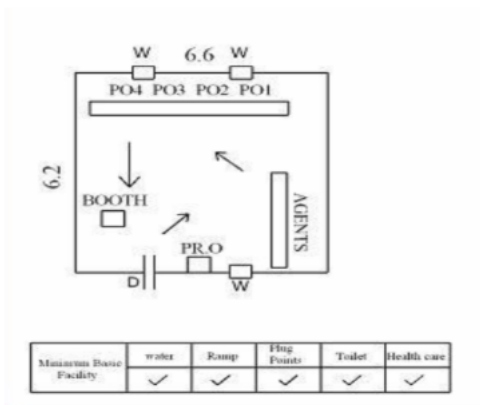 W 6.6 W
PO4 PO3 PO2 PO1
6.2
BOOTH
AGENTS
PR.O
D
W
Minimum Basic Facility
water
Ramp
Plug Points
Toilet
Health care